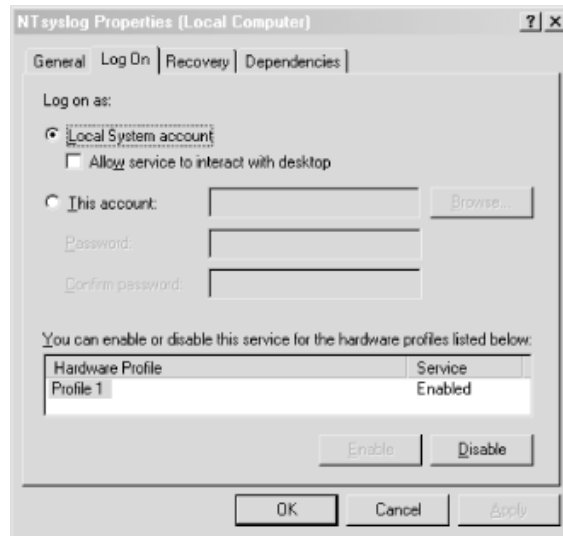 NTsyslog Properties (Local Computer)
General Log On Recovery Dependencies
Log on as:
Local System account
Allow service to interact with desktop
This account:
Browse...
Password:
Confirm password:
You can enable or disable this service for the hardware profiles listed below:
Hardware Profile Service
Profile 1 Enabled
Enable Disable
OK Cancel Apply